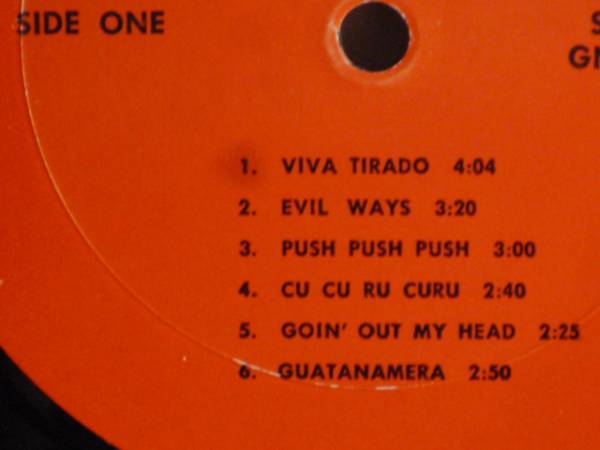 SIDE ONE
1. VIVA TIRADO 4:04
2. EVIL WAYS 3:20
3. PUSH PUSH PUSH 3:00
4. CU CU RU CURU 2:40
5. GOIN' OUT MY HEAD 2:25
6. GUATANAMERA 2:50